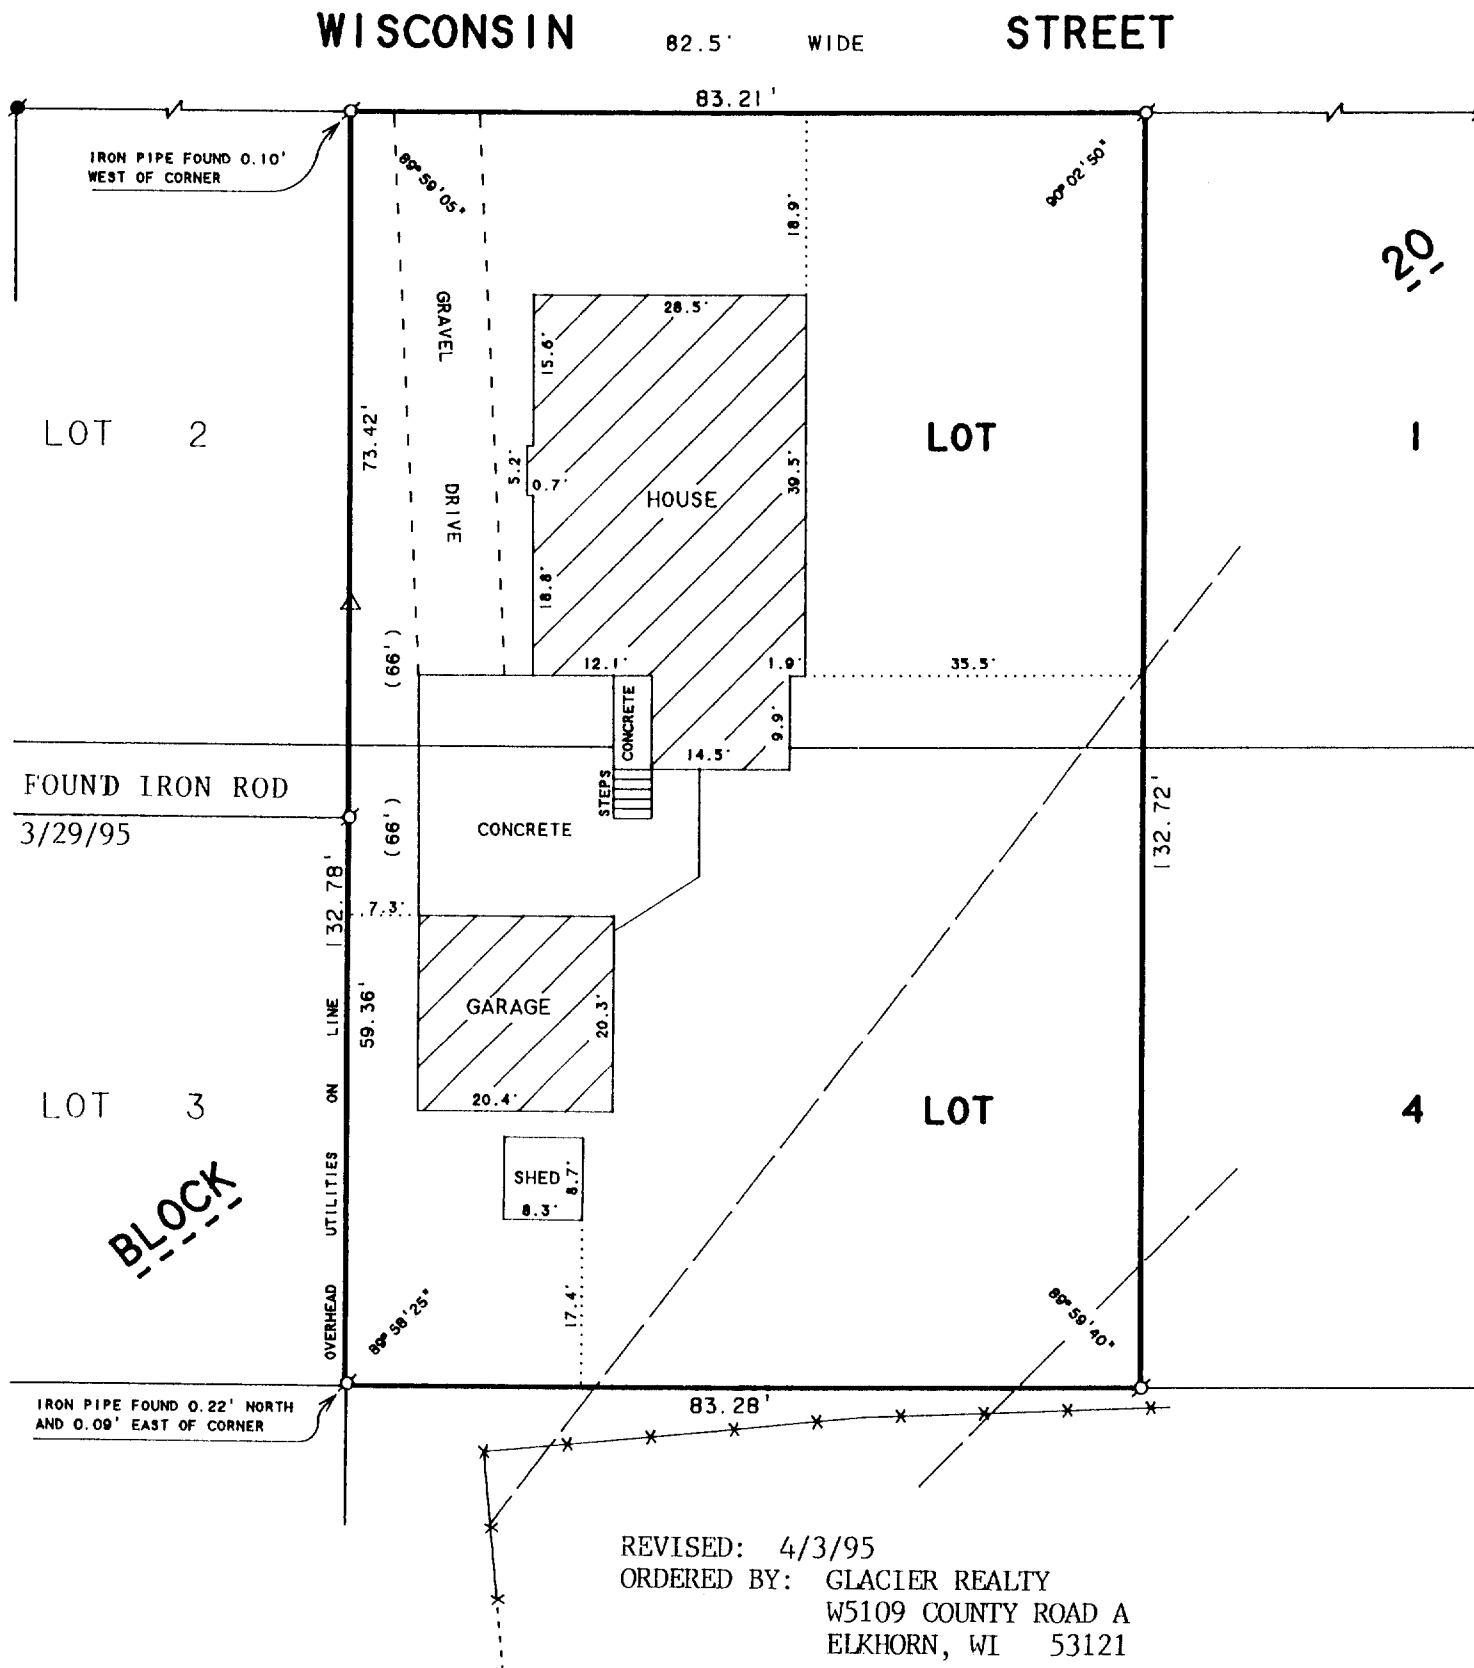 WISCONSIN 82.5' WIDE STREET
83.21'
IRON PIPE FOUND 0.10'
WEST OF CORNER
89°59'05"
90°02'50"
18.9'
20
GRAVEL
DRIVE
28.5'
15.6'
LOT 2
73.42'
LOT 1
5.2'
0.7'
HOUSE
39.5'
18.8'
(66')
12.1'
1.9'
35.5'
CONCRETE
9.9'
14.5'
FOUND IRON ROD
3/29/95
STEPS
(66')
CONCRETE
132.72'
132.78'
7.3'
59.36'
GARAGE
20.3'
20.4'
LOT 3
LOT 4
OVERHEAD UTILITIES ON LINE
SHED
8.7'
8.3'
BLOCK
17.4'
89°58'25"
89°59'40"
IRON PIPE FOUND 0.22' NORTH
AND 0.09' EAST OF CORNER
83.28'
REVISED: 4/3/95
ORDERED BY: GLACIER REALTY
W5109 COUNTY ROAD A
ELKHORN, WI 53121